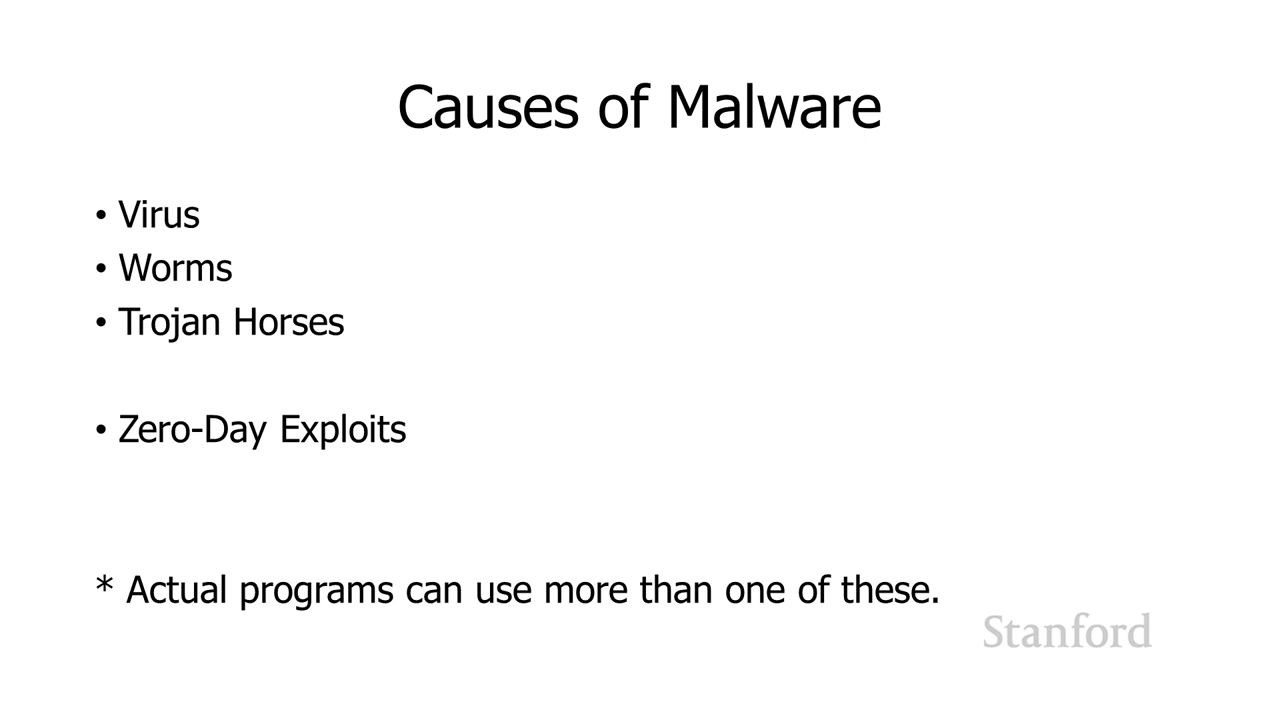 Causes of Malware
• Virus
• Worms
• Trojan Horses
• Zero-Day Exploits
* Actual programs can use more than one of these.
Stanford